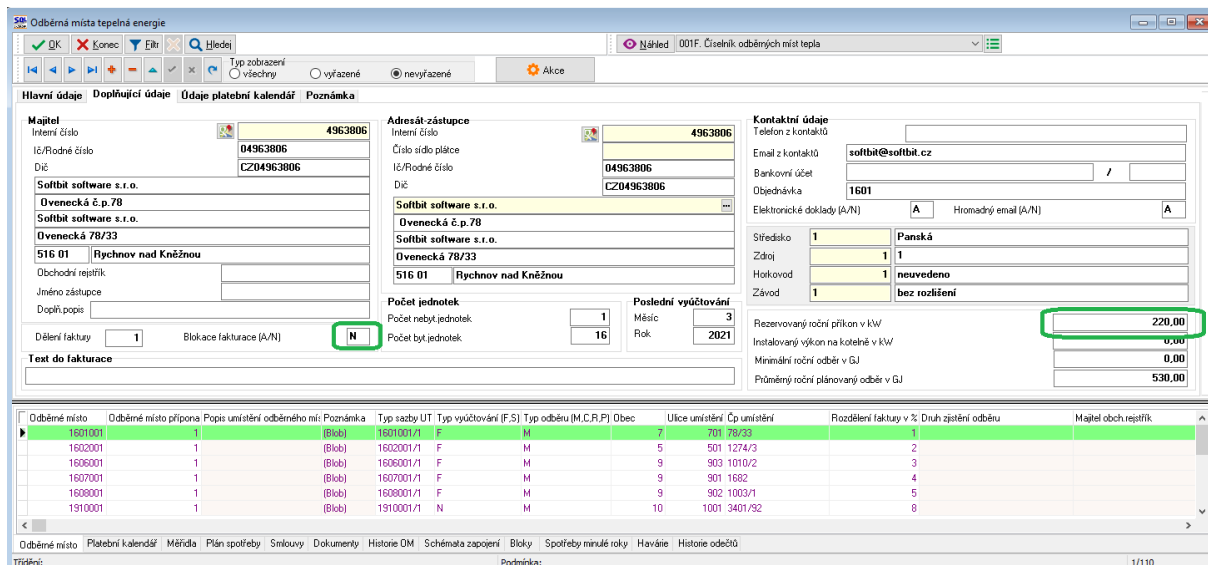 Odběrná místa tepelná energie
OK Konec Filtr Hledej Náhled 001F. Číselník odběrných míst tepla
Typ zobrazení
všechny vyřazené nevyřazené Akce
Hlavní údaje Doplňující údaje Údaje platební kalendář Poznámka
Majitel
Interní číslo 4963806
Ič/Rodné číslo 04963806
Dič CZ04963806
Softbit software s.r.o.
Ovenecká č.p.78
Softbit software s.r.o.
Ovenecká 78/33
516 01 Rychnov nad Kněžnou
Obchodní rejstřík
Jméno zástupce
Doplň.popis
Dělení faktury 1 Blokace fakturace (A/N) N
Text do fakturace
Adresát-zástupce
Interní číslo 4963806
Číslo sídlo plátce
Ič/Rodné číslo 04963806
Dič CZ04963806
Softbit software s.r.o. ...
Ovenecká č.p.78
Softbit software s.r.o.
Ovenecká 78/33
516 01 Rychnov nad Kněžnou
Počet jednotek
Počet nebyt.jednotek 1
Počet byt.jednotek 16
Poslední vyúčtování
Měsíc 3
Rok 2021
Kontaktní údaje
Telefon z kontaktů
Email z kontaktů softbit@softbit.cz
Bankovní účet /
Objednávka 1601
Elektronické doklady (A/N) A Hromadný email (A/N) A
Středisko 1 Panská
Zdroj 1 1
Horkovod 1 neuvedeno
Závod 1 bez rozlišení
Rezervovaný roční příkon v kW 220,00
Instalovaný výkon na kotelně v kW 0,00
Minimální roční odběr v GJ 0,00
Průměrný roční plánovaný odběr v GJ 530,00
Odběrné místo Odběrné místo přípona Popis umístění odběrného mís Poznámka Typ sazby UT Typ vyúčtování (F,S) Typ odběru (M,C,R,P) Obec Ulice umístění Čp umístění Rozdělení faktury v % Druh zjistění odběru Majitel obch.rejstřík
1601001 1 (Blob) 1601001/1 F M 7 701 78/33 1
1602001 1 (Blob) 1602001/1 F M 5 501 1274/3 2
1606001 1 (Blob) 1606001/1 F M 9 903 1010/2 3
1607001 1 (Blob) 1607001/1 F M 9 901 1682 4
1608001 1 (Blob) 1608001/1 F M 9 902 1003/1 5
1910001 1 (Blob) 1910001/1 N M 10 1001 3401/92 8
Odběrné místo Platební kalendář Měřidla Plán spotřeby Smlouvy Dokumenty Historie OM Schémata zapojení Bloky Spotřeby minulé roky Havárie Historie odečtů
Třídění: Podmínka: 1/110